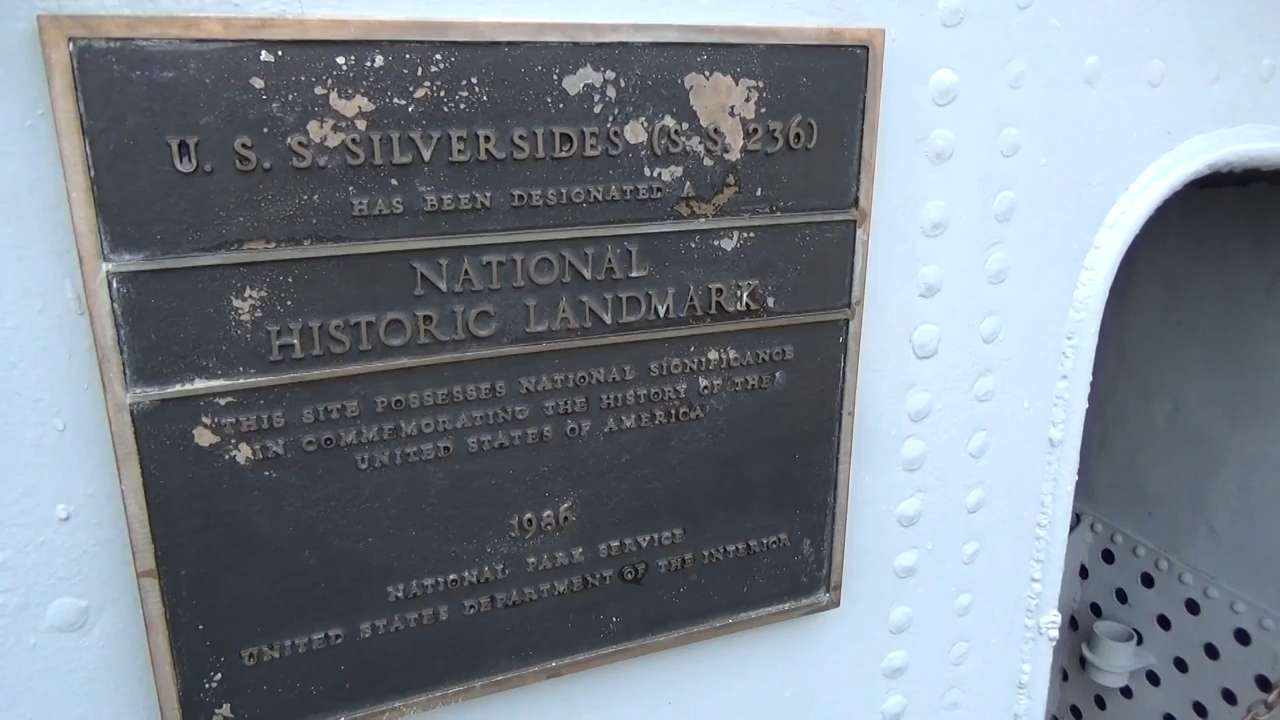 U. S. S. SILVERSIDES (S. S. 236)
HAS BEEN DESIGNATED A
NATIONAL
HISTORIC LANDMARK
THIS SITE POSSESSES NATIONAL SIGNIFICANCE
IN COMMEMORATING THE HISTORY OF THE
UNITED STATES OF AMERICA
1986
NATIONAL PARK SERVICE
UNITED STATES DEPARTMENT OF THE INTERIOR